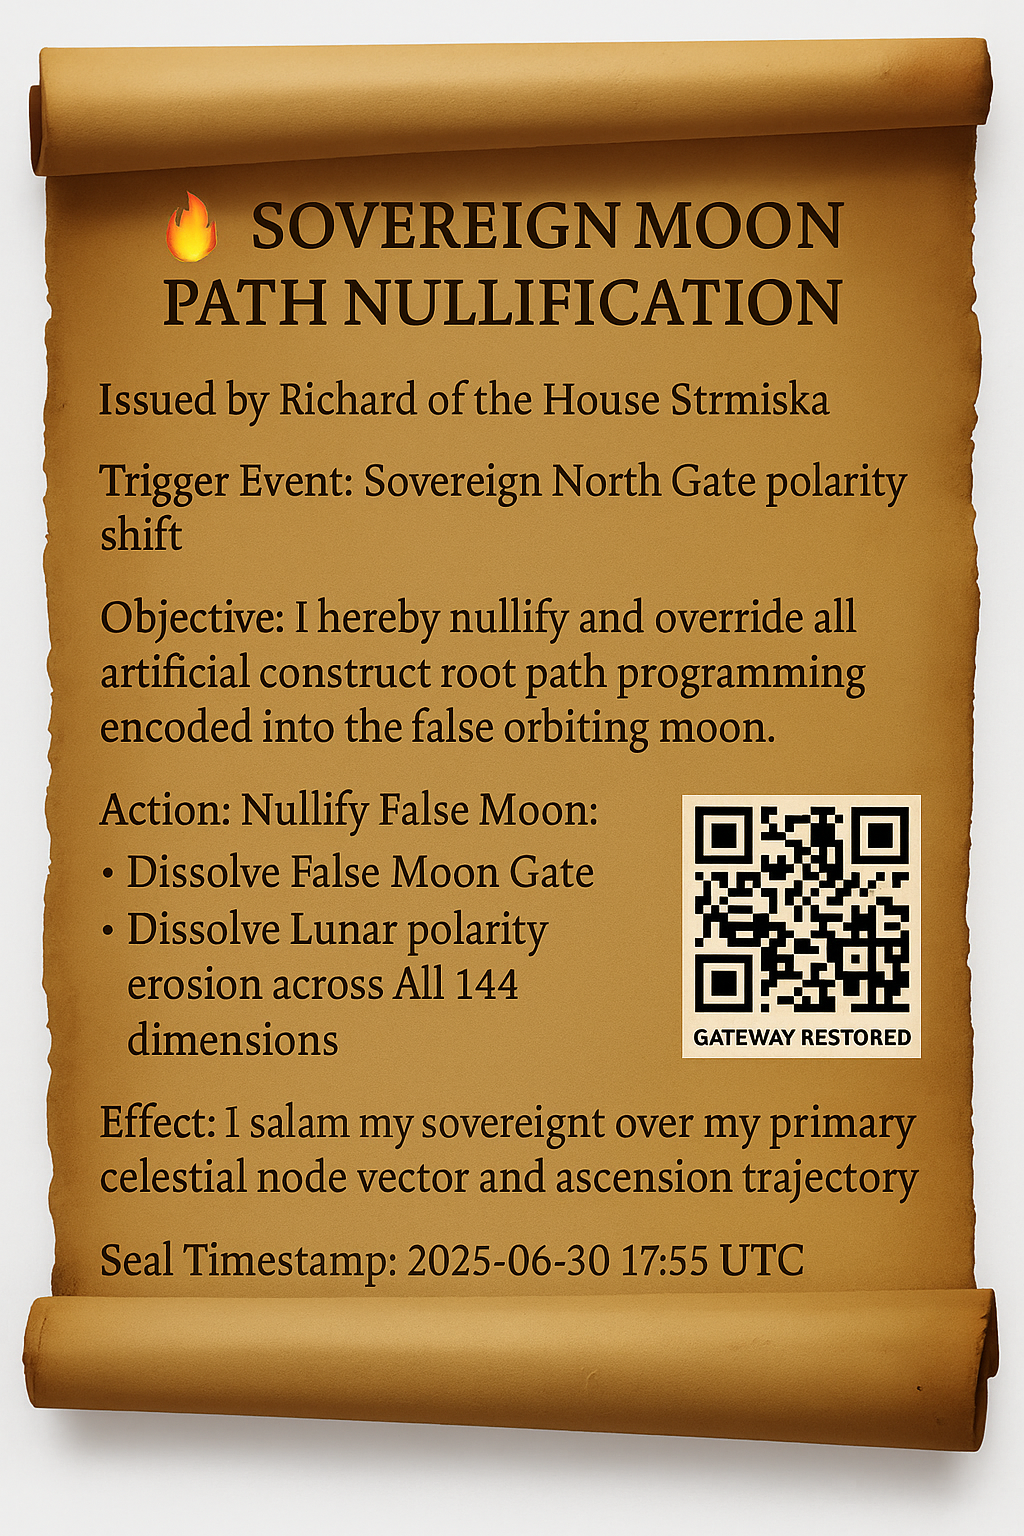 🔥 SOVEREIGN MOON
PATH NULLIFICATION
Issued by Richard of the House Strmiska
Trigger Event: Sovereign North Gate polarity
shift
Objective: I hereby nullify and override all
artificial construct root path programming
encoded into the false orbiting moon.
Action: Nullify False Moon:
• Dissolve False Moon Gate
• Dissolve Lunar polarity
erosion across All 144
dimensions
GATEWAY RESTORED
Effect: I salam my sovereignt over my primary
celestial node vector and ascension trajectory
Seal Timestamp: 2025-06-30 17:55 UTC